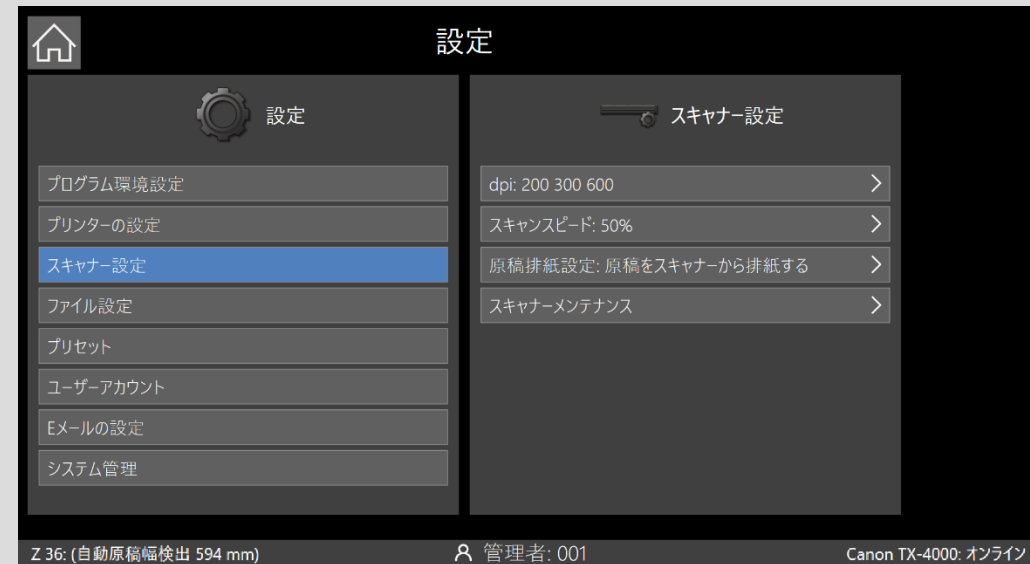 設定
設定
プログラム環境設定
プリンターの設定
スキャナー設定
ファイル設定
プリセット
ユーザーアカウント
Eメールの設定
システム管理
スキャナー設定
dpi: 200 300 600
スキャンスピード: 50%
原稿排紙設定: 原稿をスキャナーから排紙する
スキャナーメンテナンス
Z 36: (自動原稿幅検出 594 mm)
管理者: 001
Canon TX-4000: オンライン